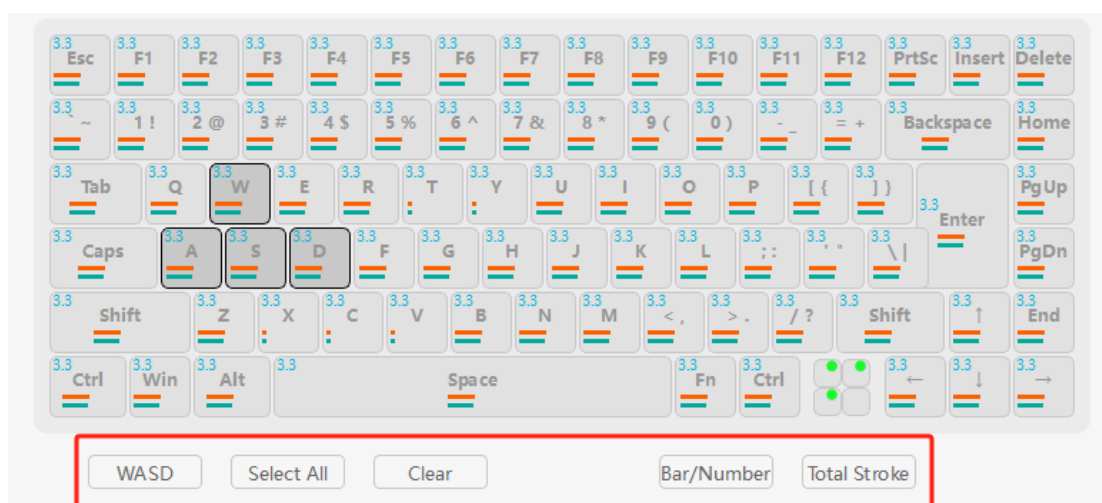 3.3 3.3 3.3 3.3 3.3 3.3 3.3 3.3 3.3 3.3 3.3 3.3 3.3 3.3 3.3 3.3
Esc F1 F2 F3 F4 F5 F6 F7 F8 F9 F10 F11 F12 PrtSc Insert Delete
3.3 3.3 3.3 3.3 3.3 3.3 3.3 3.3 3.3 3.3 3.3 3.3 3.3 3.3 3.3
` ~ 1 ! 2 @ 3 # 4 $ 5 % 6 ^ 7 & 8 * 9 ( 0 ) - _ = + Backspace Home
3.3 3.3 3.3 3.3 3.3 3.3 3.3 3.3 3.3 3.3 3.3 3.3 3.3 3.3
Tab Q W E R T Y U I O P [ { ] } PgUp
3.3
Enter
3.3 3.3 3.3 3.3 3.3 3.3 3.3 3.3 3.3 3.3 3.3 3.3 3.3 3.3
Caps A S D F G H J K L ; : ' " \ | PgDn
3.3 3.3 3.3 3.3 3.3 3.3 3.3 3.3 3.3 3.3 3.3 3.3 3.3 3.3
Shift Z X C V B N M < , > . / ? Shift ↑ End
3.3 3.3 3.3 3.3 3.3 3.3 3.3 3.3 3.3
Ctrl Win Alt Space Fn Ctrl ← ↓ →
WASD Select All Clear Bar/Number Total Stroke